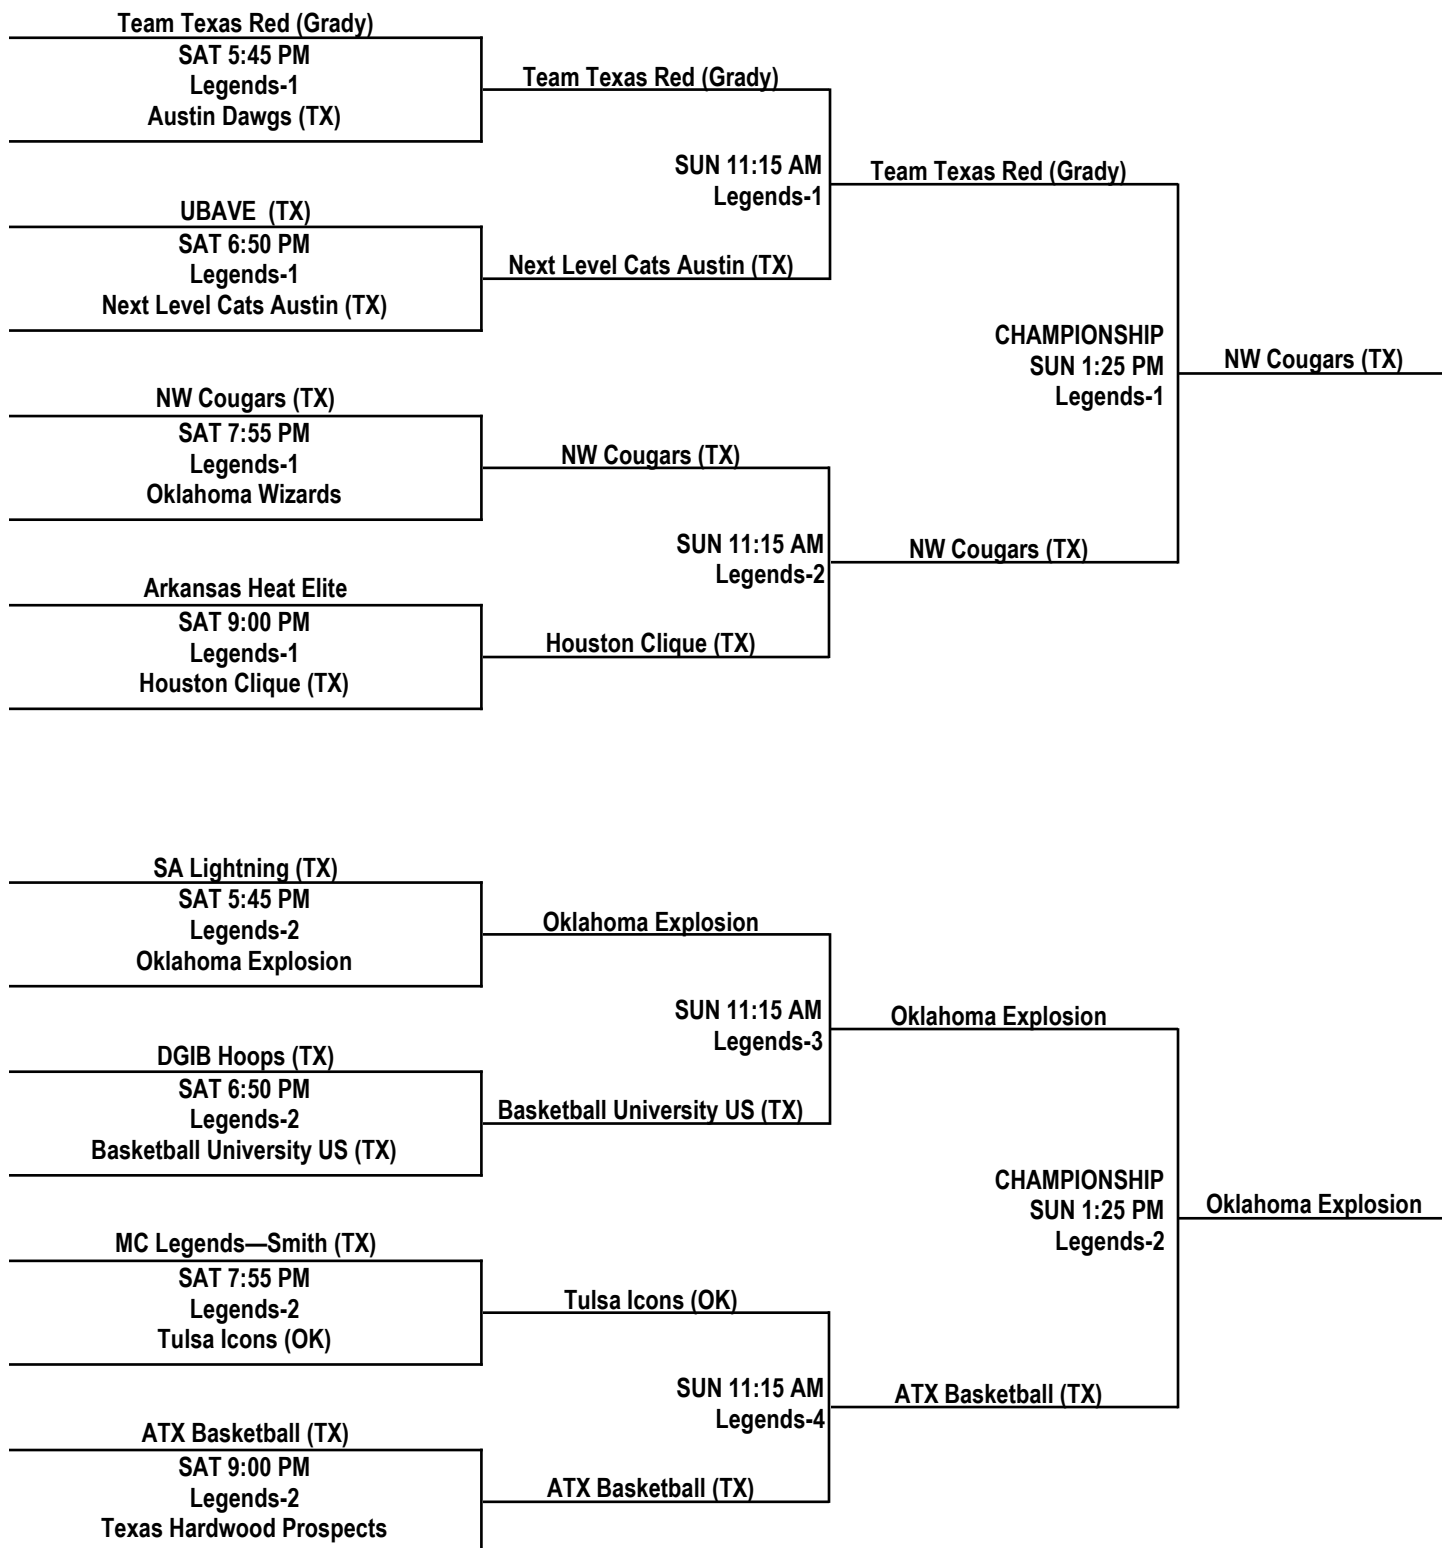 Team Texas Red (Grady)
SAT 5:45 PM
Legends-1
Austin Dawgs (TX)
UBAVE  (TX)
SAT 6:50 PM
Legends-1
Next Level Cats Austin (TX)
NW Cougars (TX)
SAT 7:55 PM
Legends-1
Oklahoma Wizards
Arkansas Heat Elite
SAT 9:00 PM
Legends-1
Houston Clique (TX)
Team Texas Red (Grady)
SUN 11:15 AM
Legends-1
Next Level Cats Austin (TX)
NW Cougars (TX)
SUN 11:15 AM
Legends-2
Houston Clique (TX)
Team Texas Red (Grady)
CHAMPIONSHIP
SUN 1:25 PM
Legends-1
NW Cougars (TX)
NW Cougars (TX)
SA Lightning (TX)
SAT 5:45 PM
Legends-2
Oklahoma Explosion
DGIB Hoops (TX)
SAT 6:50 PM
Legends-2
Basketball University US (TX)
MC Legends—Smith (TX)
SAT 7:55 PM
Legends-2
Tulsa Icons (OK)
ATX Basketball (TX)
SAT 9:00 PM
Legends-2
Texas Hardwood Prospects
Oklahoma Explosion
SUN 11:15 AM
Legends-3
Basketball University US (TX)
Tulsa Icons (OK)
SUN 11:15 AM
Legends-4
ATX Basketball (TX)
Oklahoma Explosion
CHAMPIONSHIP
SUN 1:25 PM
Legends-2
ATX Basketball (TX)
Oklahoma Explosion